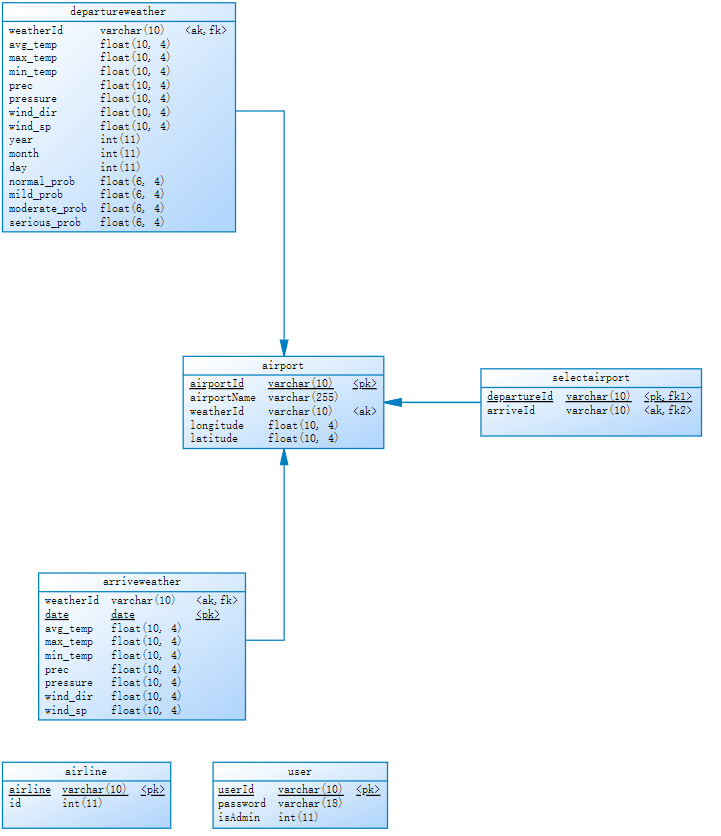 departureweather
weatherId varchar(10) <ak,fk>
avg_temp float(10, 4)
max_temp float(10, 4)
min_temp float(10, 4)
prec float(10, 4)
pressure float(10, 4)
wind_dir float(10, 4)
wind_sp float(10, 4)
year int(11)
month int(11)
day int(11)
normal_prob float(6, 4)
mild_prob float(6, 4)
moderate_prob float(6, 4)
serious_prob float(6, 4)
airport
airportId varchar(10) <pk>
airportName varchar(255)
weatherId varchar(10) <ak>
longitude float(10, 4)
latitude float(10, 4)
selectairport
departureId varchar(10) <pk,fk1>
arriveId varchar(10) <ak,fk2>
arriveweather
weatherId varchar(10) <ak,fk>
date date <pk>
avg_temp float(10, 4)
max_temp float(10, 4)
min_temp float(10, 4)
prec float(10, 4)
pressure float(10, 4)
wind_dir float(10, 4)
wind_sp float(10, 4)
airline
airline varchar(10) <pk>
id int(11)
user
userId varchar(10) <pk>
password varchar(18)
isAdmin int(11)